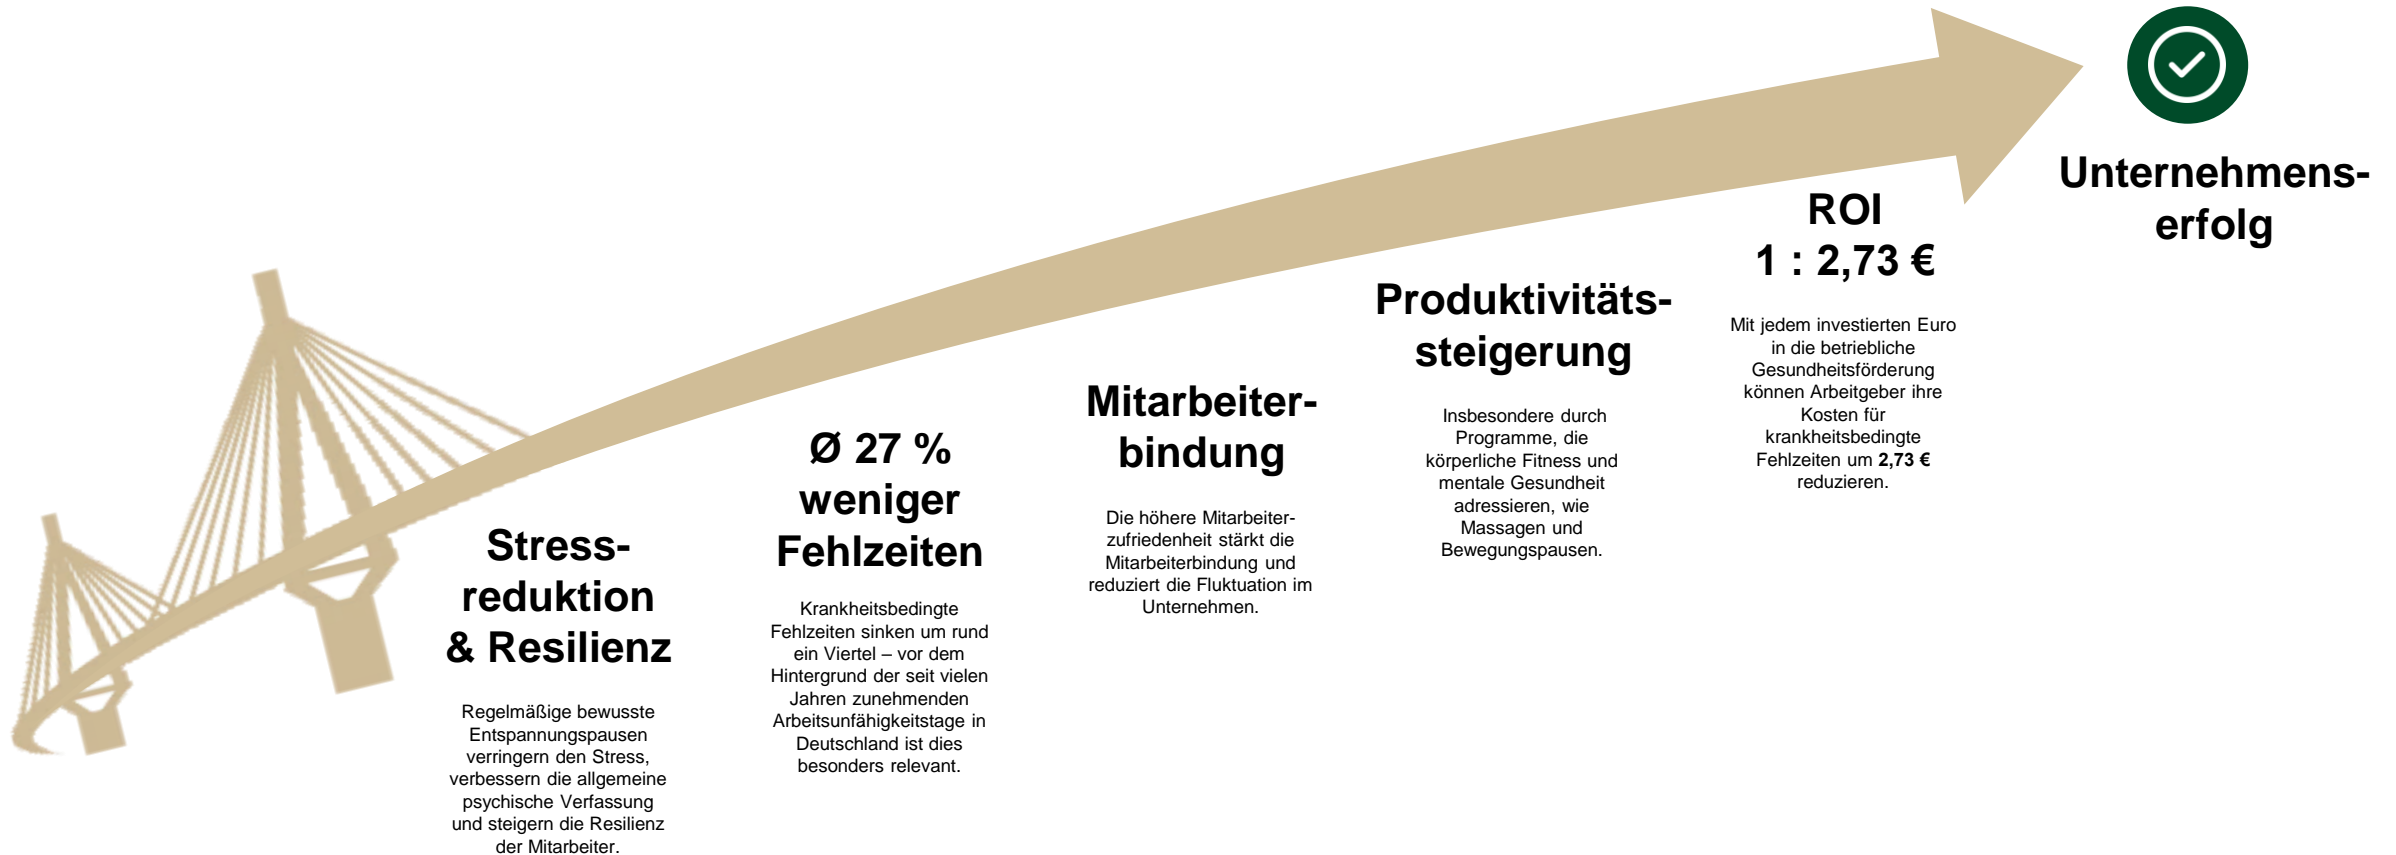 Stress-
reduktion
& Resilienz
Regelmäßige bewusste
Entspannungspausen
verringern den Stress,
verbessern die allgemeine
psychische Verfassung
und steigern die Resilienz
der Mitarbeiter.
Ø 27 %
weniger
Fehlzeiten
Krankheitsbedingte
Fehlzeiten sinken um rund
ein Viertel – vor dem
Hintergrund der seit vielen
Jahren zunehmenden
Arbeitsunfähigkeitstage in
Deutschland ist dies
besonders relevant.
Mitarbeiter-
bindung
Die höhere Mitarbeiter-
zufriedenheit stärkt die
Mitarbeiterbindung und
reduziert die Fluktuation im
Unternehmen.
Produktivitäts-
steigerung
Insbesondere durch
Programme, die
körperliche Fitness und
mentale Gesundheit
adressieren, wie
Massagen und
Bewegungspausen.
ROI
1 : 2,73 €
Mit jedem investierten Euro
in die betriebliche
Gesundheitsförderung
können Arbeitgeber ihre
Kosten für
krankheitsbedingte
Fehlzeiten um 2,73 €
reduzieren.
Unternehmens-
erfolg